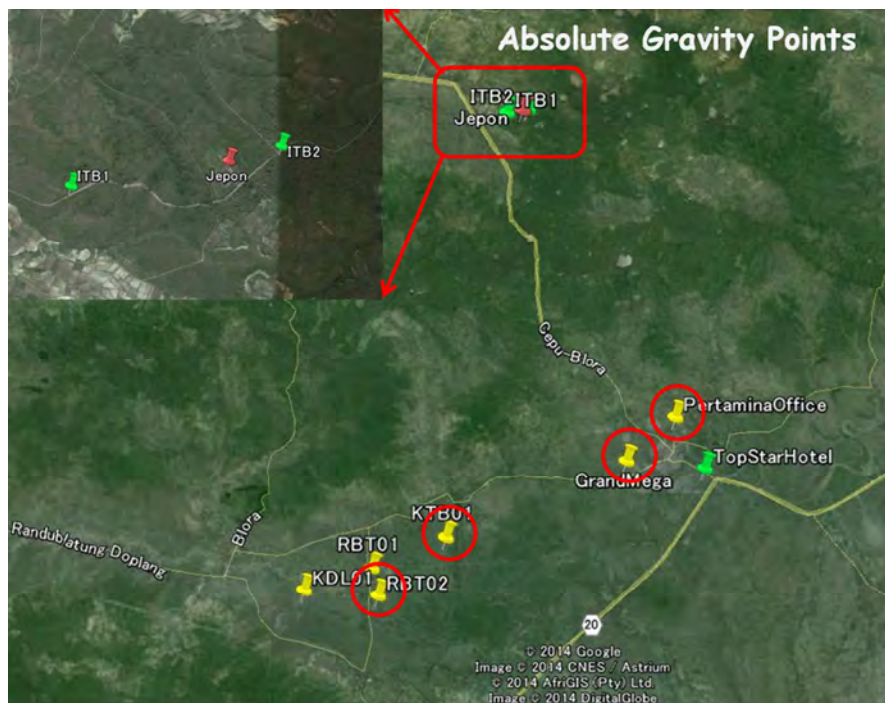 Absolute Gravity Points
ITB2
ITB1
Jepon
ITB1
Jepon
ITB2
Cepu-Blora
PertaminaOffice
TopStarHotel
GrandMega
KTB01
Blora
RBT01
Randublatung Doplang
KDL01
RBT02
20
© 2014 Google
Image © 2014 CNES / Astrium
© 2014 AfriGIS (Pty) Ltd.
Image © 2014 DigitalGlobe